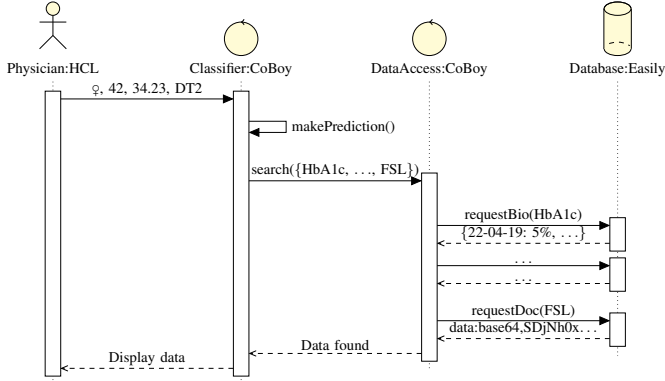 Physician:HCL
Classifier:CoBoy
DataAccess:CoBoy
Database:Easily
♀, 42, 34.23, DT2
makePrediction()
search({HbA1c, ..., FSL})
requestBio(HbA1c)
{22-04-19: 5%, ...}
...
...
requestDoc(FSL)
data:base64,SDjNh0x...
Data found
Display data